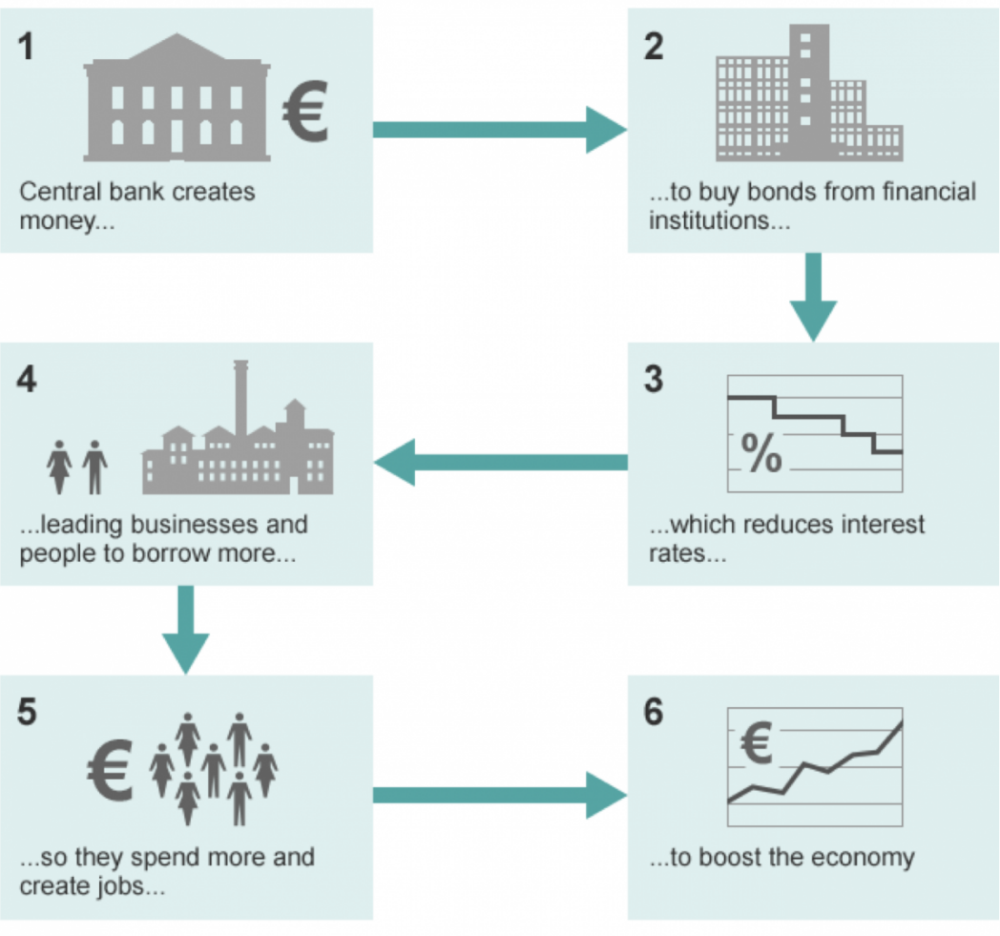 1
€
Central bank creates
money...
2
...to buy bonds from financial
institutions...
3
%
...which reduces interest
rates...
4
...leading businesses and
people to borrow more...
5
€
...so they spend more and
create jobs...
6
€
...to boost the economy